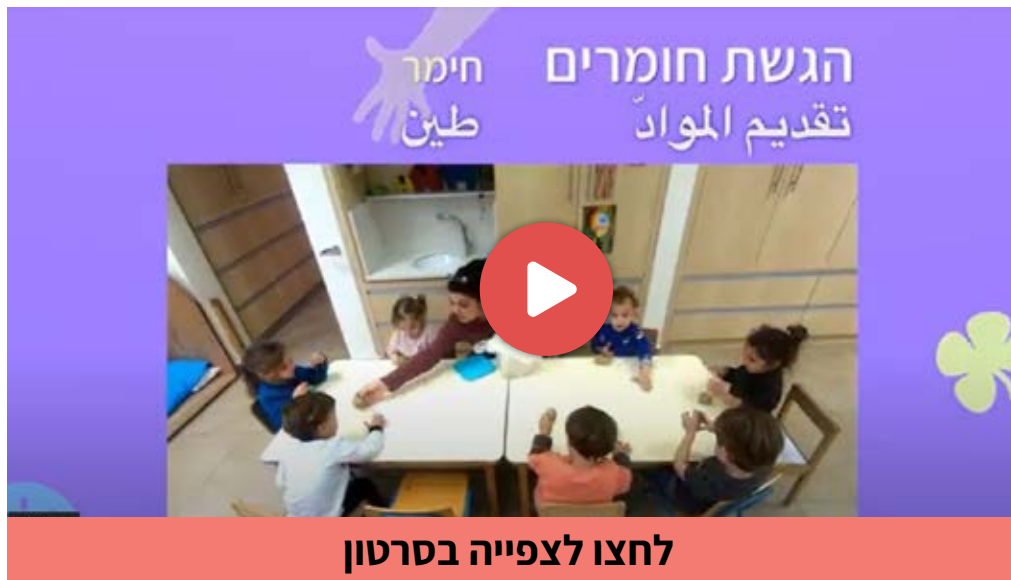 הגשת חומרים
חימר
تقديم الموادّ
طين
לחצו לצפייה בסרטון